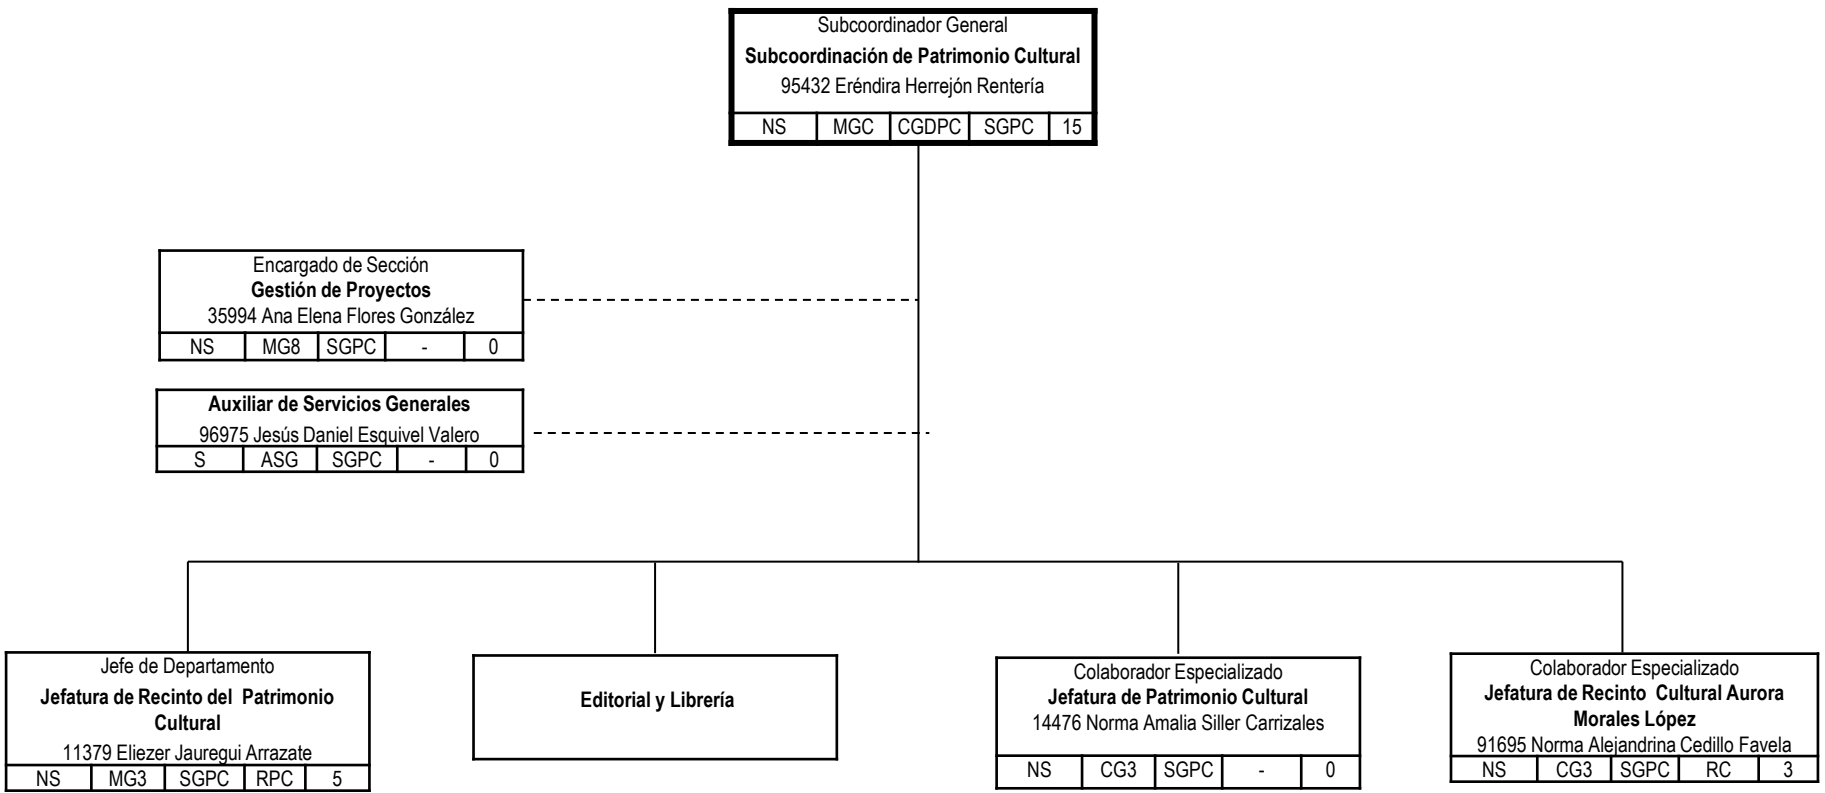 Subcoordinador General
Subcoordinación de Patrimonio Cultural
95432 Eréndira Herrejón Rentería
NS MGC CGDPC SGPC 15
Encargado de Sección
Gestión de Proyectos
35994 Ana Elena Flores González
NS MG8 SGPC - 0
Auxiliar de Servicios Generales
96975 Jesús Daniel Esquivel Valero
S ASG SGPC - 0
Jefe de Departamento
Jefatura de Recinto del Patrimonio
Cultural
11379 Eliezer Jauregui Arrazate
NS MG3 SGPC RPC 5
Editorial y Librería
Colaborador Especializado
Jefatura de Patrimonio Cultural
14476 Norma Amalia Siller Carrizales
NS CG3 SGPC - 0
Colaborador Especializado
Jefatura de Recinto Cultural Aurora
Morales López
91695 Norma Alejandrina Cedillo Favela
NS CG3 SGPC RC 3